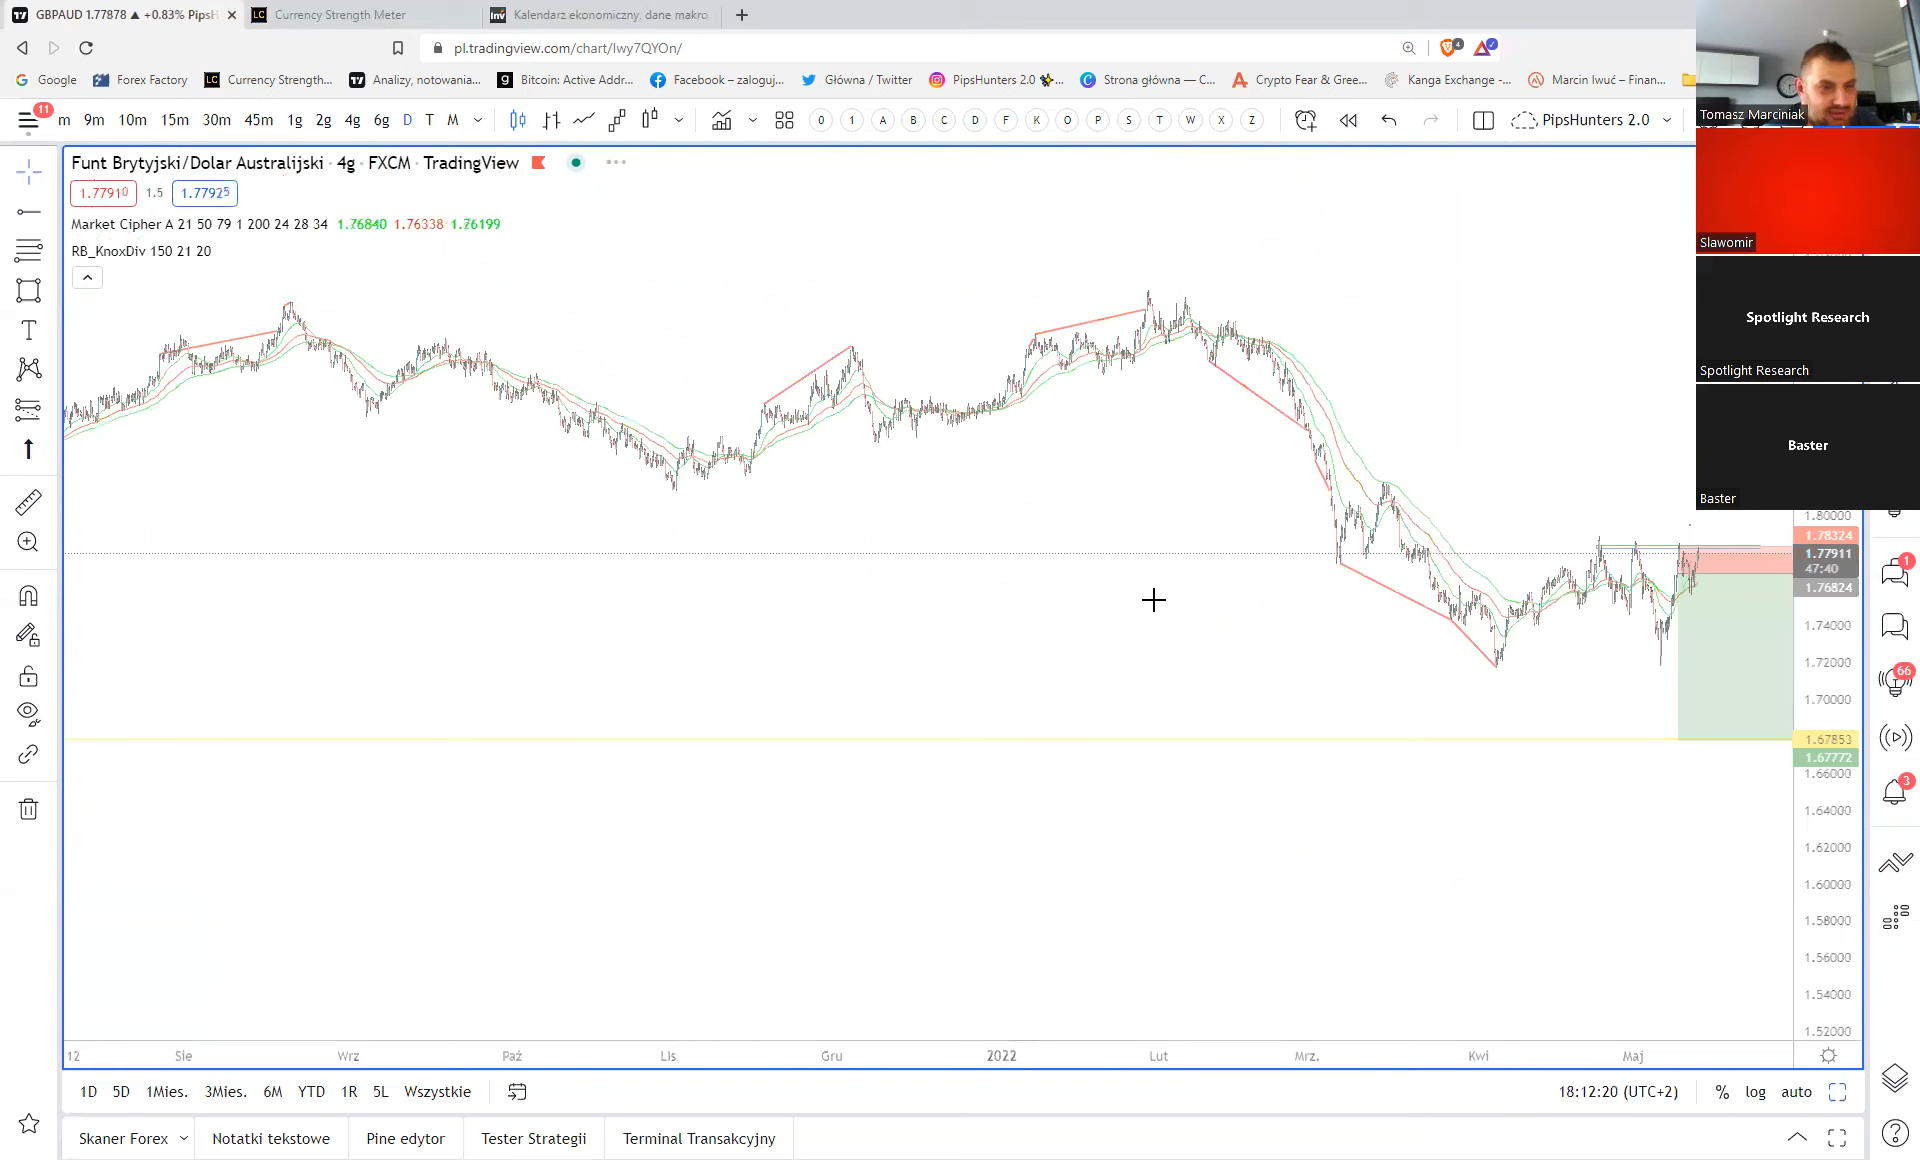 GBPAUD 1.77878 ▲ +0.83% PipsH
Currency Strength Meter
Kalendarz ekonomiczny, dane makro
pl.tradingview.com/chart/Iwy7QYOn/
4
Google
Forex Factory
Currency Strength...
Analizy, notowania...
Bitcoin: Active Addr...
Facebook – zaloguj...
Główna / Twitter
PipsHunters 2.0
Strona główna — C...
Crypto Fear & Gree...
Kanga Exchange -...
Marcin Iwuć – Finan...
11
m 9m 10m 15m 30m 45m 1g 2g 4g 6g D T M
0 1 A B C D F K O P S T W X Z
PipsHunters 2.0
Tomasz Marciniak
Funt Brytyjski/Dolar Australijski · 4g · FXCM · TradingView
1.77910 1.5 1.77925
Market Cipher A 21 50 79 1 200 24 28 34 1.76840 1.76338 1.76199
RB_KnoxDiv 150 21 20
Slawomir
Spotlight Research
Spotlight Research
Baster
Baster
1.80000
1.78324
1.77911
47:40
1.76824
1.74000
1.72000
1.70000
1.67853
1.67772
1.66000
1.64000
1.62000
1.60000
1.58000
1.56000
1.54000
1.52000
1
66
3
12 Sie Wrz Paź Lis Gru 2022 Lut Mrz. Kwi Maj
1D 5D 1Mies. 3Mies. 6M YTD 1R 5L Wszystkie
18:12:20 (UTC+2) % log auto
Skaner Forex Notatki tekstowe Pine edytor Tester Strategii Terminal Transakcyjny